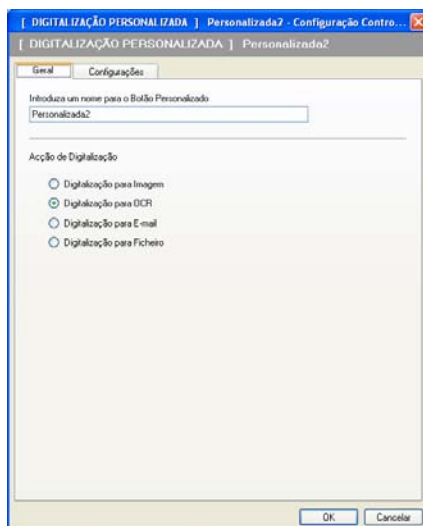 [ DIGITALIZAÇÃO PERSONALIZADA ] Personalizada2 - Configuração Contro...
[ DIGITALIZAÇÃO PERSONALIZADA ] Personalizada2
Geral Configurações
Introduza um nome para o Botão Personalizado
Personalizada2
Acção de Digitalização
Digitalização para Imagem
Digitalização para OCR
Digitalização para E-mail
Digitalização para Ficheiro
OK Cancelar